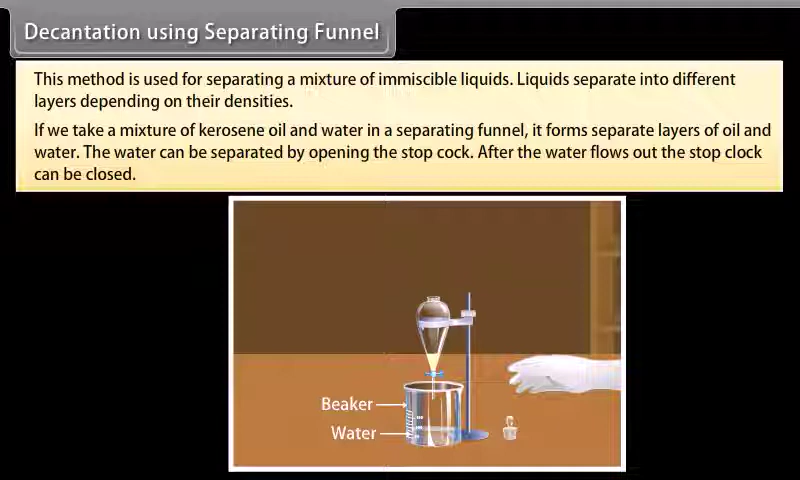 Decantation using Separating Funnel
This method is used for separating a mixture of immiscible liquids. Liquids separate into different
layers depending on their densities.
If we take a mixture of kerosene oil and water in a separating funnel, it forms separate layers of oil and
water. The water can be separated by opening the stop cock. After the water flows out the stop clock
can be closed.
Beaker
Water